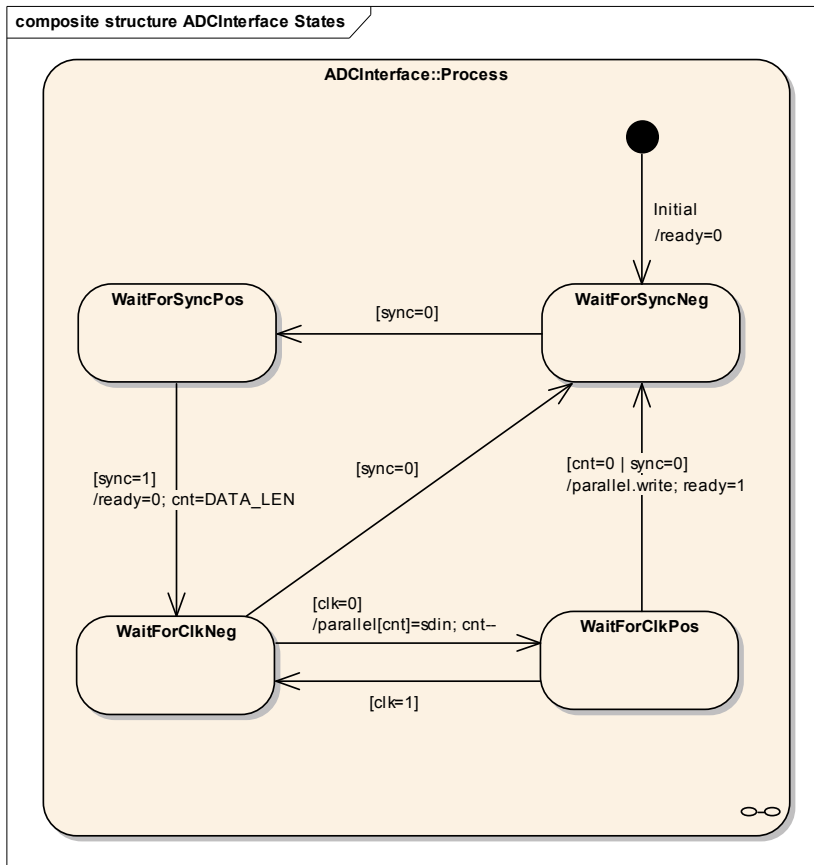 composite structure ADCInterface States
ADCInterface::Process
Initial
/ready=0
WaitForSyncPos
WaitForSyncNeg
[sync=0]
[sync=1]
/ready=0; cnt=DATA_LEN
[sync=0]
[cnt=0 | sync=0]
/parallel.write; ready=1
WaitForClkNeg
[clk=0]
/parallel[cnt]=sdin; cnt--
WaitForClkPos
[clk=1]